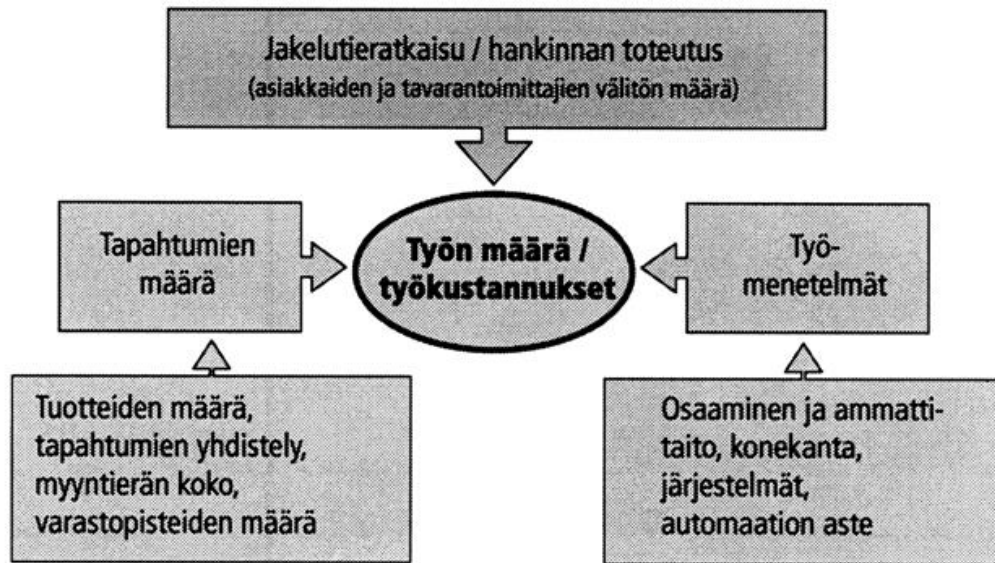 Jakelutieratkaisu / hankinnan toteutus
(asiakkaiden ja tavarantoimittajien välitön määrä)
Tapahtumien
määrä
Työn määrä /
työkustannukset
Työ-
menetelmät
Tuotteiden määrä,
tapahtumien yhdistely,
myyntierän koko,
varastopisteiden määrä
Osaaminen ja ammatti-
taito, konekanta,
järjestelmät,
automaation aste